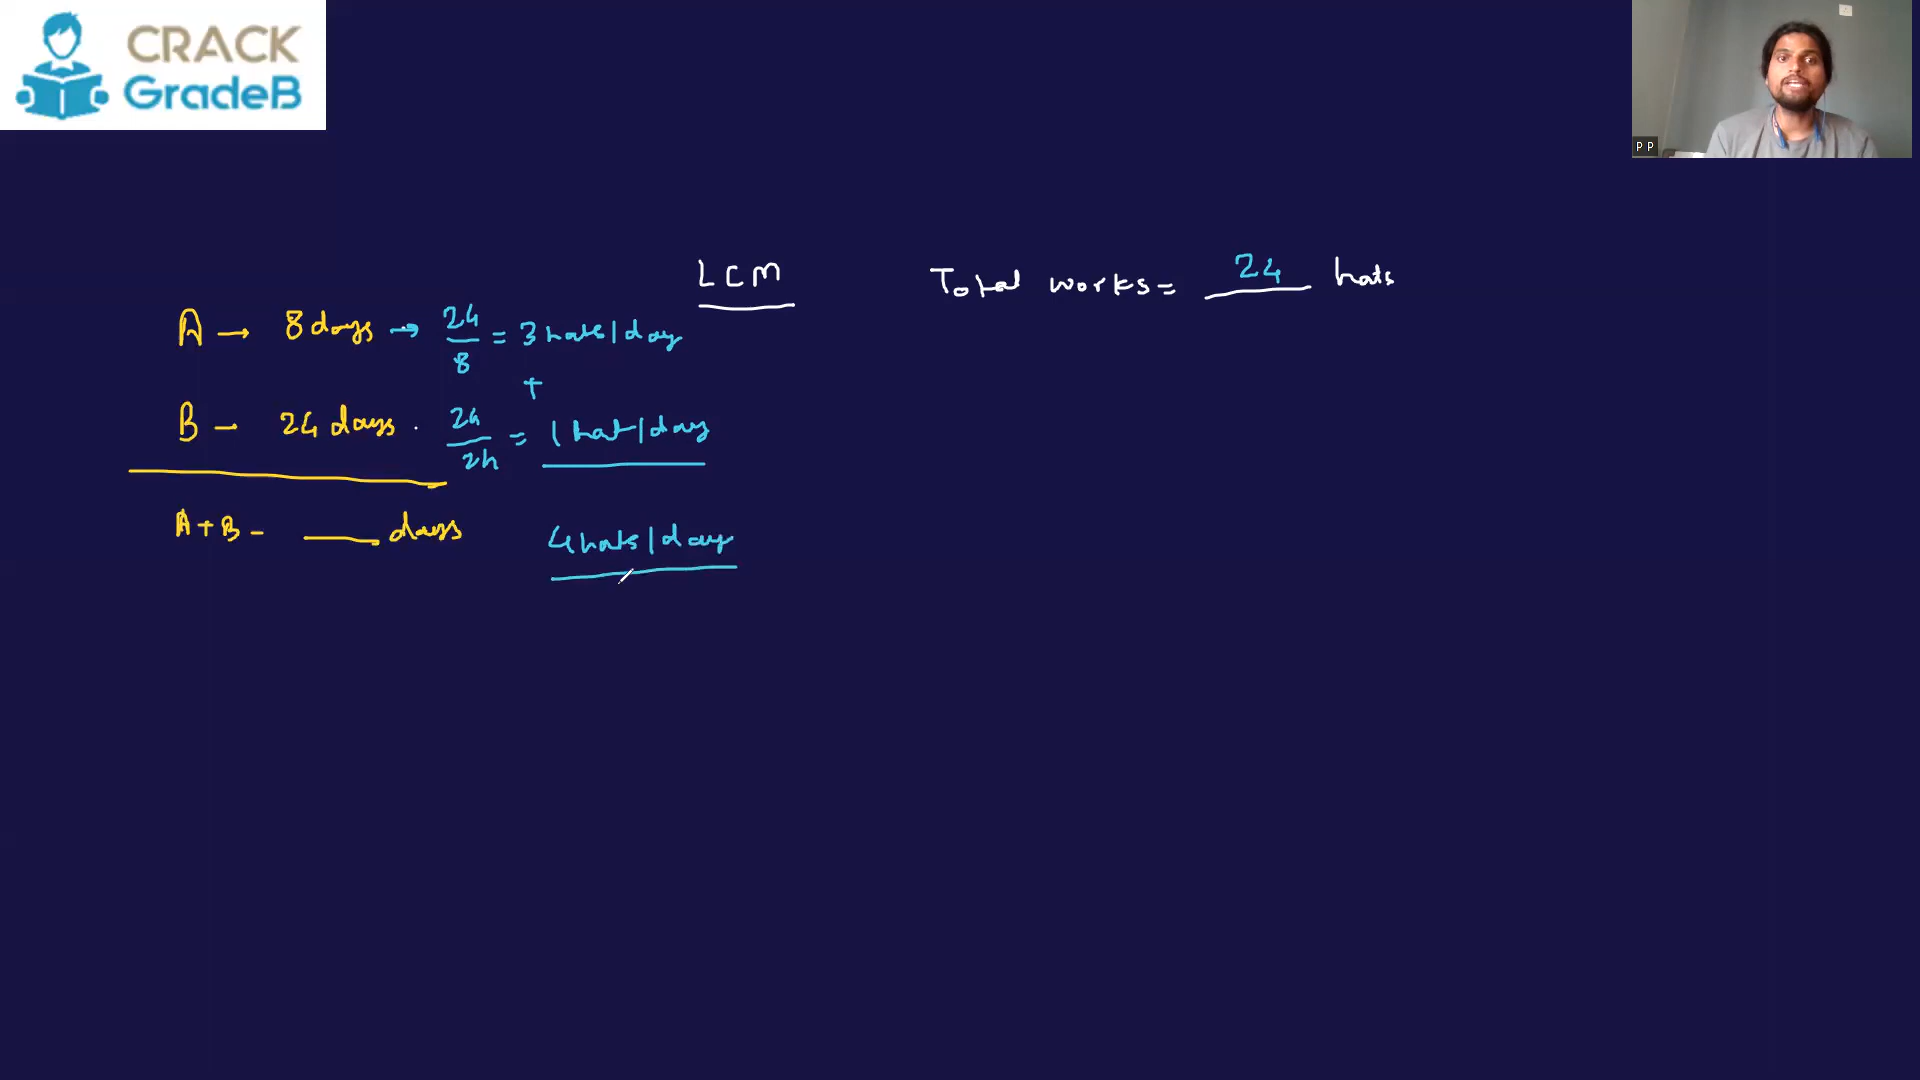 CRACK
GradeB
P P
LCM
Total works = 24 hats
A → 8 days → 24/8 = 3 hats/day
+
B - 24 days . 24/24 = 1 hat/day
A+B - ___ days 4 hats/day